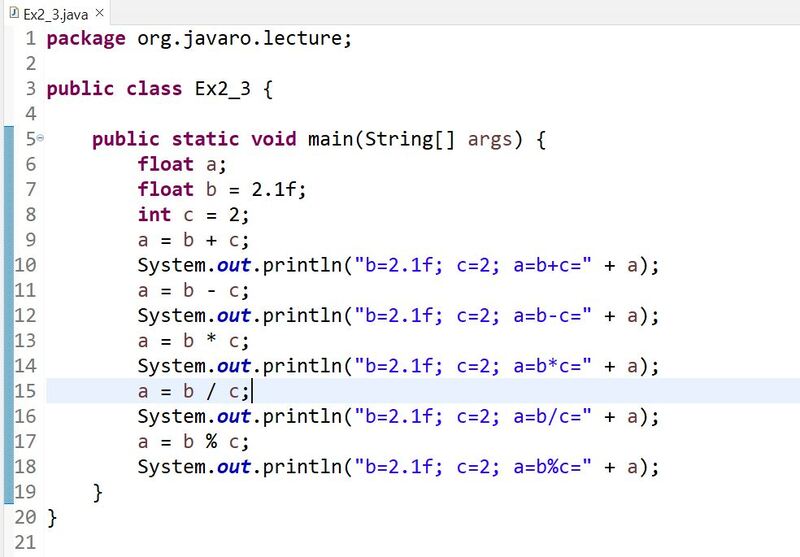 Ex2_3.java
1 package org.javaro.lecture;
2
3 public class Ex2_3 {
4
5 public static void main(String[] args) {
6 float a;
7 float b = 2.1f;
8 int c = 2;
9 a = b + c;
10 System.out.println("b=2.1f; c=2; a=b+c=" + a);
11 a = b - c;
12 System.out.println("b=2.1f; c=2; a=b-c=" + a);
13 a = b * c;
14 System.out.println("b=2.1f; c=2; a=b*c=" + a);
15 a = b / c;
16 System.out.println("b=2.1f; c=2; a=b/c=" + a);
17 a = b % c;
18 System.out.println("b=2.1f; c=2; a=b%c=" + a);
19 }
20 }
21